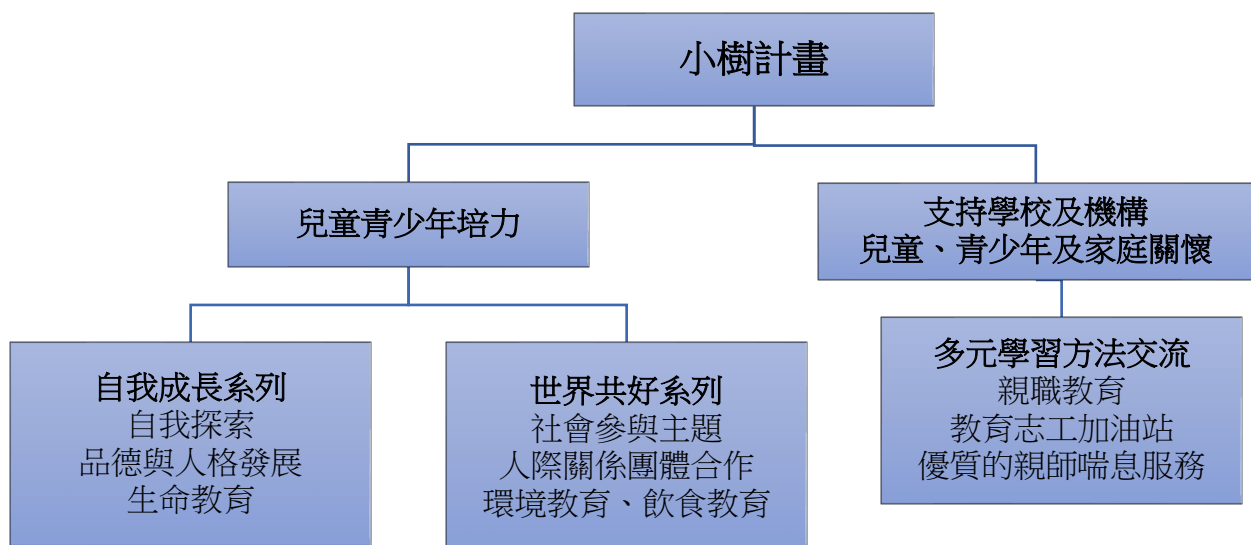 小樹計畫
兒童青少年培力
支持學校及機構
兒童、青少年及家庭關懷
自我成長系列
自我探索
品德與人格發展
生命教育
世界共好系列
社會參與主題
人際關係團體合作
環境教育、飲食教育
多元學習方法交流
親職教育
教育志工加油站
優質的親師喘息服務